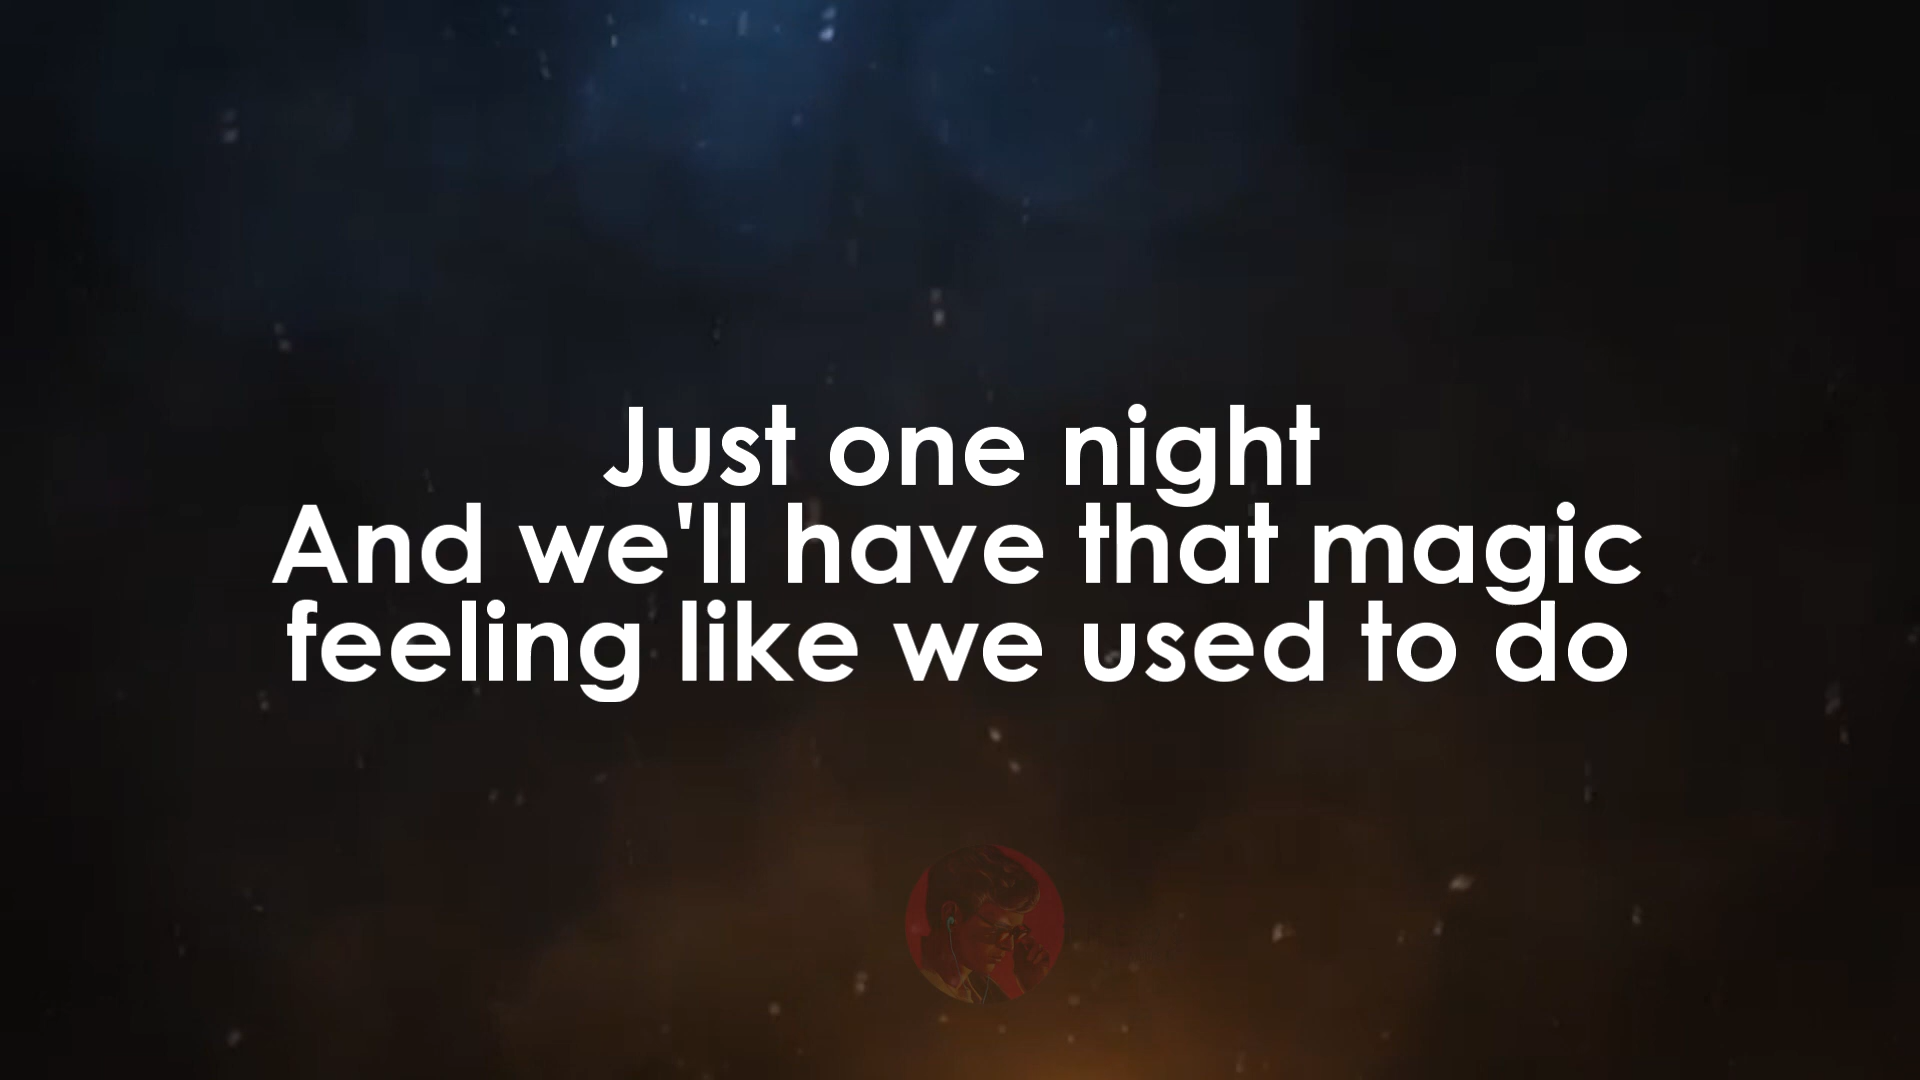 Just one night
And we'll have that magic
feeling like we used to do